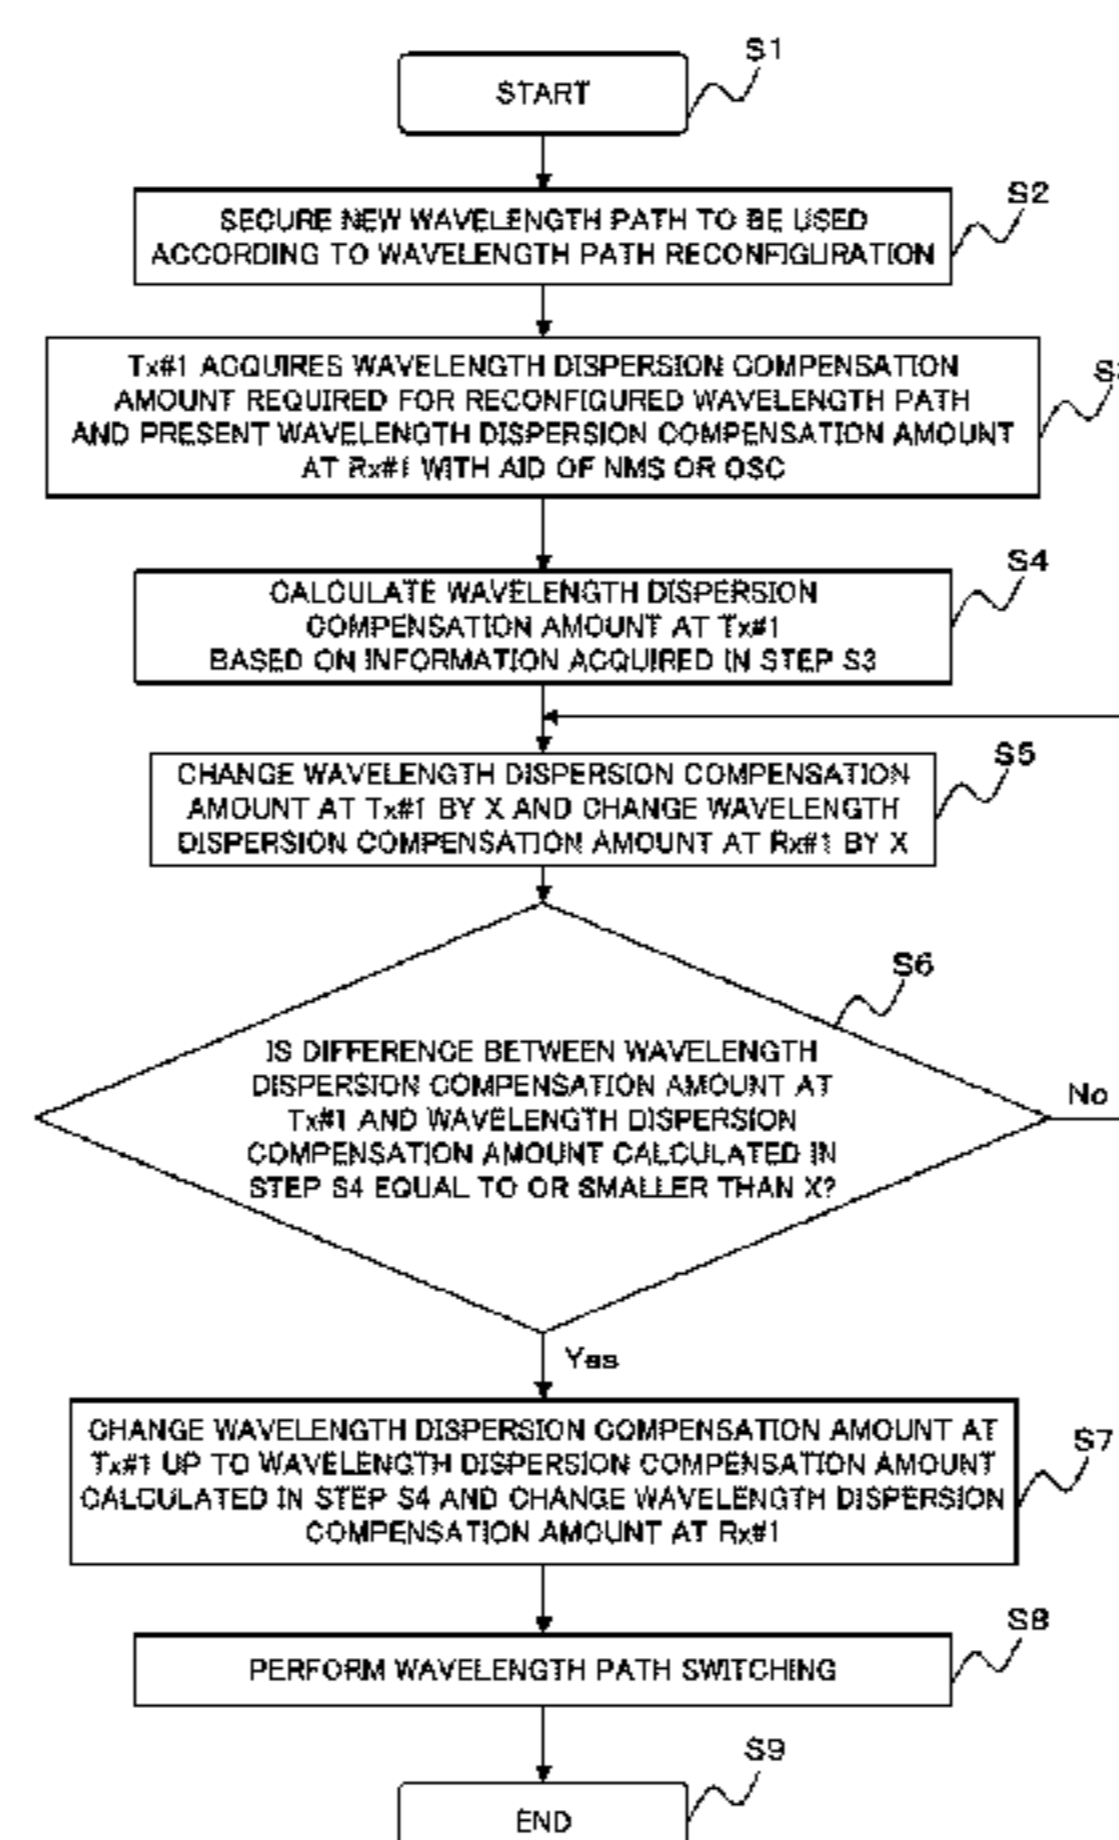 START
S1
SECURE NEW WAVELENGTH PATH TO BE USED
ACCORDING TO WAVELENGTH PATH RECONFIGURATION
S2
Tx#1 ACQUIRES WAVELENGTH DISPERSION COMPENSATION
AMOUNT REQUIRED FOR RECONFIGURED WAVELENGTH PATH
AND PRESENT WAVELENGTH DISPERSION COMPENSATION AMOUNT
AT Rx#1 WITH AID OF NMS OR OSC
CALCULATE WAVELENGTH DISPERSION
COMPENSATION AMOUNT AT Tx#1
BASED ON INFORMATION ACQUIRED IN STEP S3
S4
CHANGE WAVELENGTH DISPERSION COMPENSATION
AMOUNT AT Tx#1 BY X AND CHANGE WAVELENGTH
DISPERSION COMPENSATION AMOUNT AT Rx#1 BY X
S5
IS DIFFERENCE BETWEEN WAVELENGTH
DISPERSION COMPENSATION AMOUNT AT
Tx#1 AND WAVELENGTH DISPERSION
COMPENSATION AMOUNT CALCULATED IN
STEP S4 EQUAL TO OR SMALLER THAN X?
S6
No
Yes
CHANGE WAVELENGTH DISPERSION COMPENSATION AMOUNT AT
Tx#1 UP TO WAVELENGTH DISPERSION COMPENSATION AMOUNT
CALCULATED IN STEP S4 AND CHANGE WAVELENGTH DISPERSION
COMPENSATION AMOUNT AT Rx#1
S7
PERFORM WAVELENGTH PATH SWITCHING
S8
END
S9